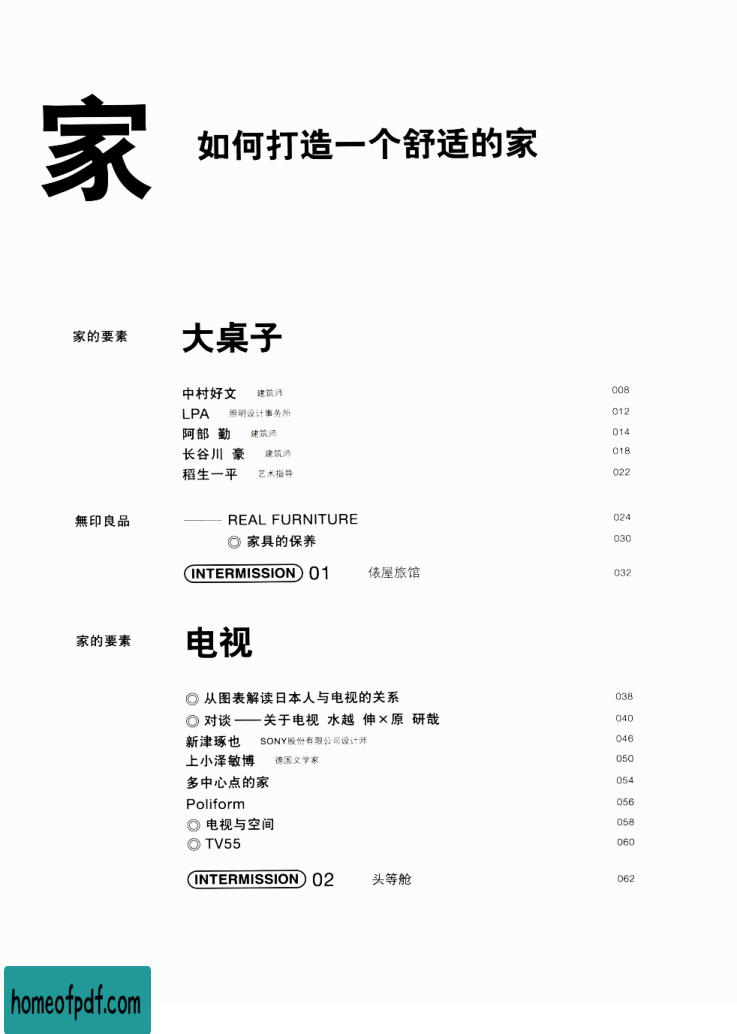 家 如何打造一个舒适的家
家的要素 大桌子
中村好文 建筑师 008
LPA 照明设计事务所 012
阿部 勤 建筑师 014
长谷川 豪 建筑师 018
稻生一平 艺术指导 022
無印良品 —— REAL FURNITURE 024
◎ 家具的保养 030
INTERMISSION 01 俵屋旅馆 032
家的要素 电视
◎ 从图表解读日本人与电视的关系 038
◎ 对谈——关于电视 水越 伸×原 研哉 040
新津琢也 SONY股份有限公司设计师 046
上小泽敏博 德国文学家 050
多中心点的家 054
Poliform 056
◎ 电视与空间 058
◎ TV55 060
INTERMISSION 02 头等舱 062
homeofpdf.com